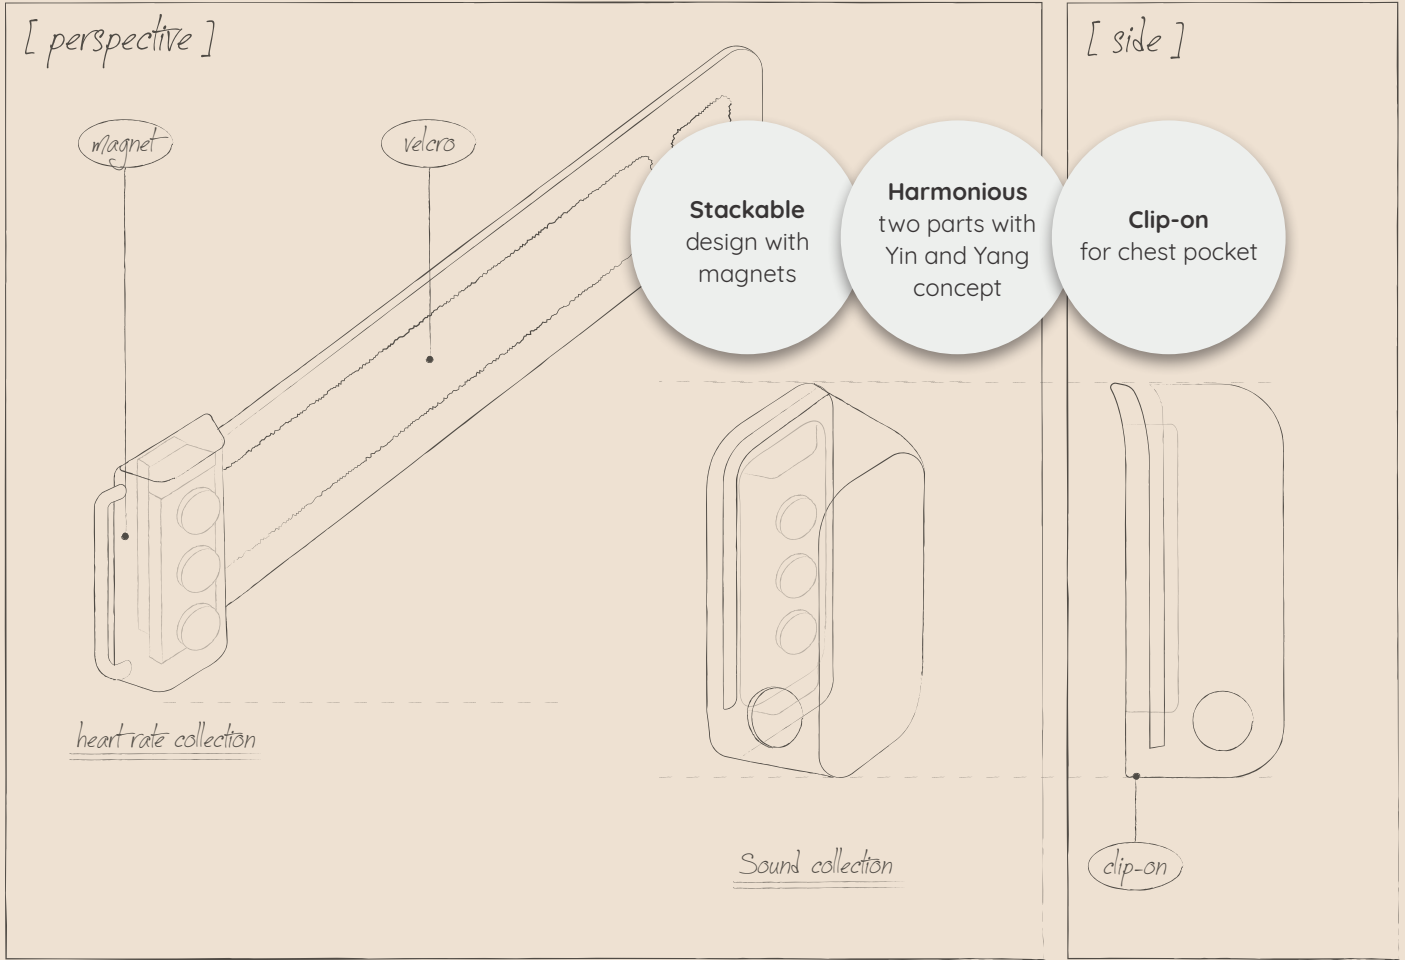 [ perspective ]
[ side ]
magnet
velcro
Stackable
design with
magnets
Harmonious
two parts with
Yin and Yang
concept
Clip-on
for chest pocket
heart rate collection
Sound collection
clip-on